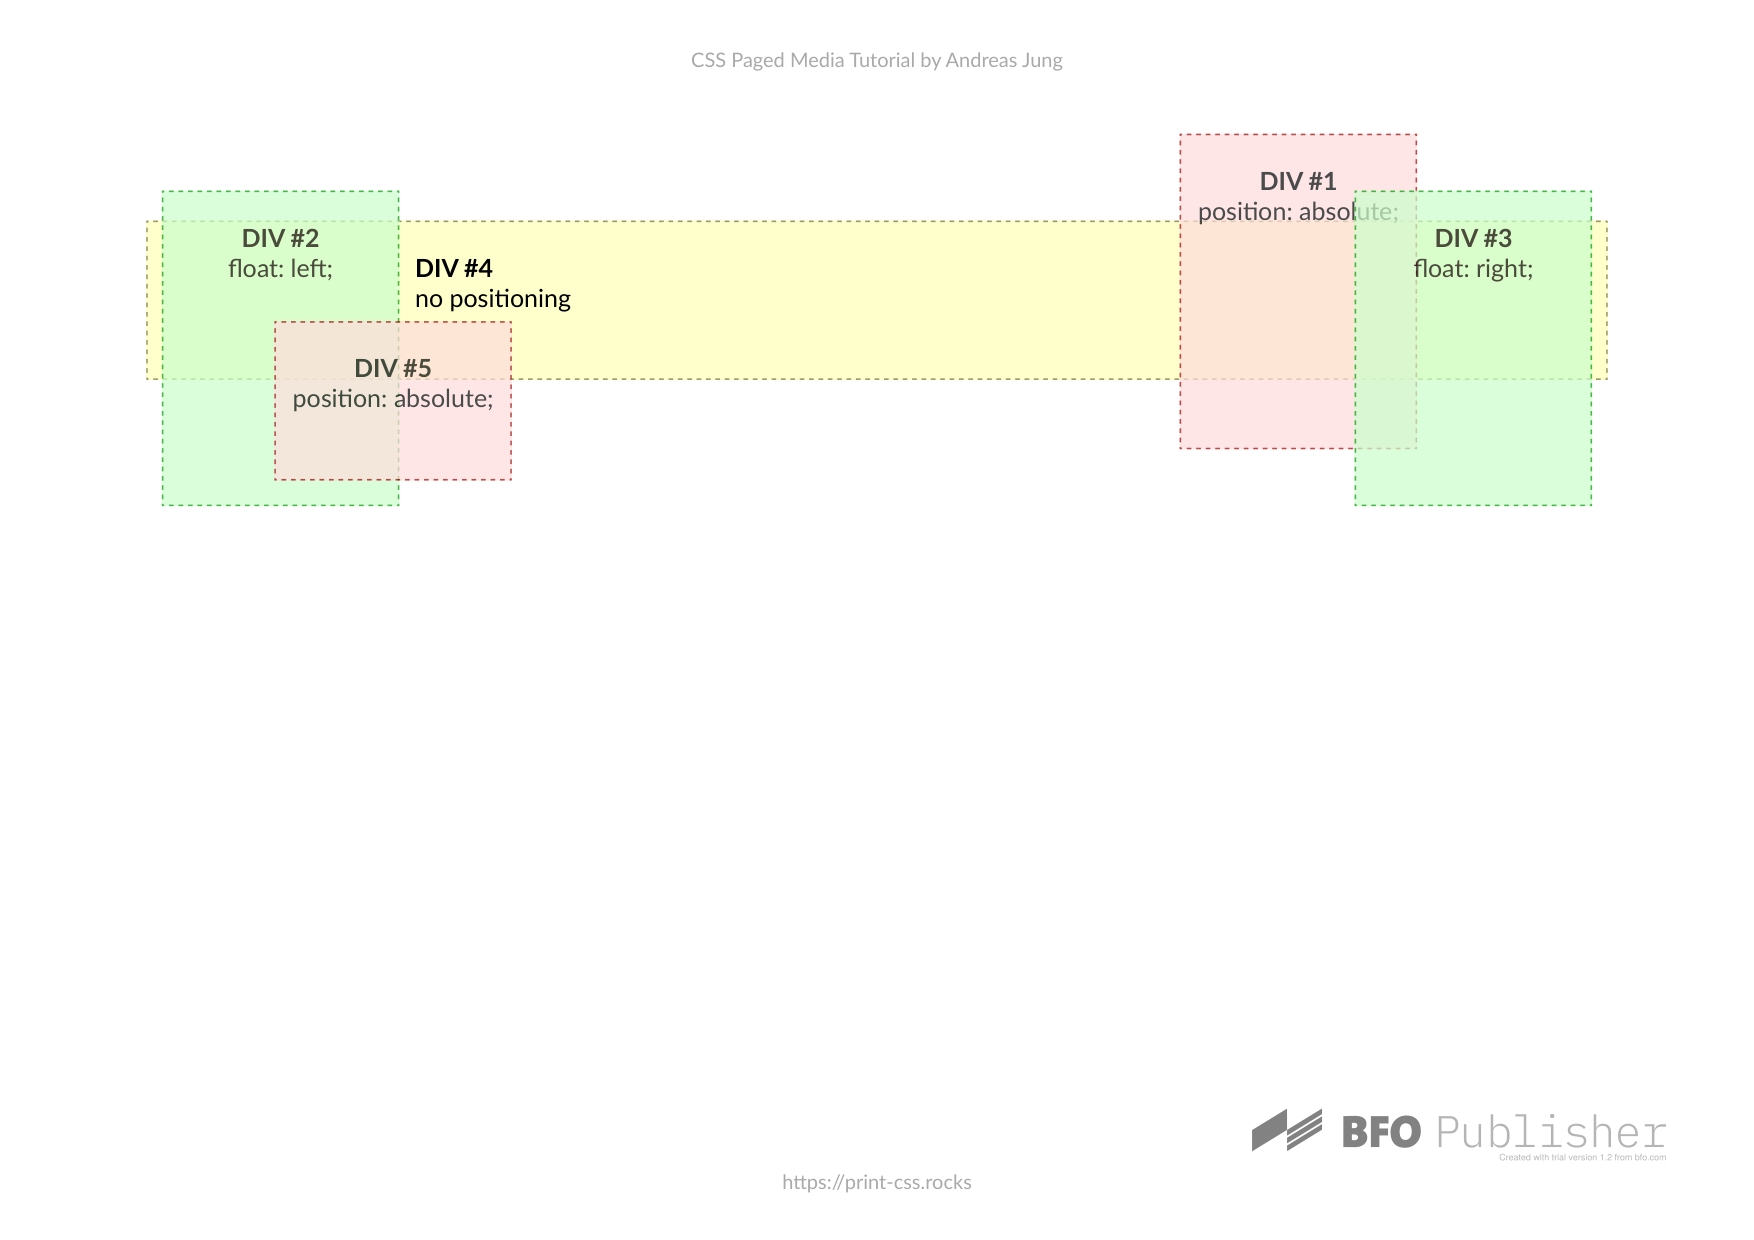 CSS Paged Media Tutorial by Andreas Jung
DIV #1
position: absolute;
DIV #2
float: left;
DIV #3
float: right;
DIV #4
no positioning
DIV #5
position: absolute;
BFO Publisher
Created with trial version 1.2 from bfo.com
https://print-css.rocks